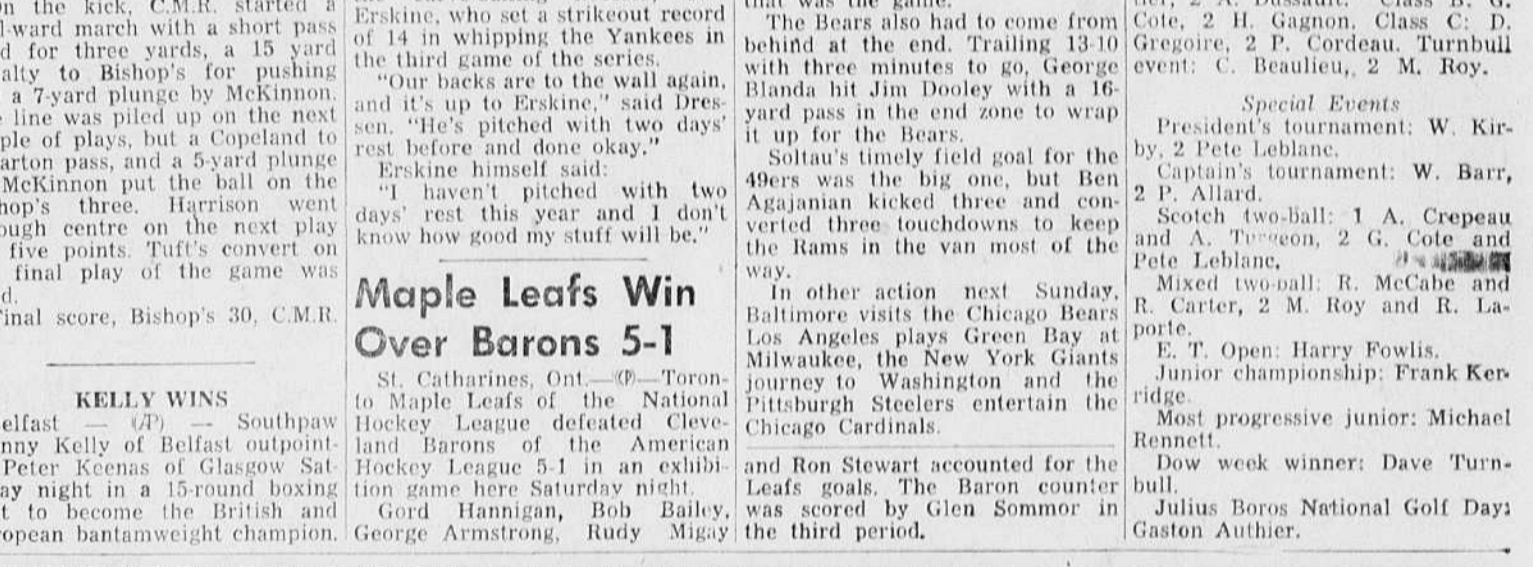 on the kick, C.M.R. started a
l-ward march with a short pass
d for three yards, a 15 yard
alty to Bishop's for pushing
a 7-yard plunge by McKinnon.
line was piled up on the next
ple of plays, but a Copeland to
arton pass, and a 5-yard plunge
McKinnon put the ball on the
hop's three. Harrison went
ough centre on the next play
five points. Tuft's convert on
final play of the game was
d.
Final score, Bishop's 30, C.M.R.
KELLY WINS
elfast — (AP) — Southpaw
nny Kelly of Belfast outpoint-
Peter Keenas of Glasgow Sat-
ay night in a 15-round boxing
t to become the British and
opean bantamweight champion.
Erskine, who set a strikeout record
of 14 in whipping the Yankees in
the third game of the series.
"Our backs are to the wall again,
and it's up to Erskine," said Dres-
sen. "He's pitched with two days'
rest before and done okay."
Erskine himself said:
"I haven't pitched with two
days' rest this year and I don't
know how good my stuff will be."
Maple Leafs Win
Over Barons 5-1
St. Catharines, Ont.—(CP)—Toron-
to Maple Leafs of the National
Hockey League defeated Cleve-
land Barons of the American
Hockey League 5-1 in an exhibi-
tion game here Saturday night.
Gord Hannigan, Bob Bailey,
George Armstrong, Rudy Migay
that was the game.
The Bears also had to come from
behind at the end. Trailing 13-10
with three minutes to go, George
Blanda hit Jim Dooley with a 16-
yard pass in the end zone to wrap
it up for the Bears.
Soltau's timely field goal for the
49ers was the big one, but Ben
Agajanian kicked three and con-
verted three touchdowns to keep
the Rams in the van most of the
way.
In other action next Sunday,
Baltimore visits the Chicago Bears
Los Angeles plays Green Bay at
Milwaukee, the New York Giants
journey to Washington and the
Pittsburgh Steelers entertain the
Chicago Cardinals.
and Ron Stewart accounted for the
Leafs goals. The Baron counter
was scored by Glen Sommor in
the third period.
2 A. Dussault. Class B: G.
Cote, 2 H. Gagnon. Class C: D.
Gregoire, 2 P. Cordeau. Turnbull
event: C. Beaulieu, 2 M. Roy.
Special Events
President's tournament: W. Kir-
by, 2 Pete Leblanc.
Captain's tournament: W. Barr,
2 P. Allard.
Scotch two-ball: 1 A. Crepeau
and A. Turgeon, 2 G. Cote and
Pete Leblanc.
Mixed two-ball: R. McCabe and
R. Carter, 2 M. Roy and R. La-
porte.
E. T. Open: Harry Fowlis.
Junior championship: Frank Ker-
ridge.
Most progressive junior: Michael
Rennett.
Dow week winner: Dave Turn-
bull.
Julius Boros National Golf Day:
Gaston Authier.